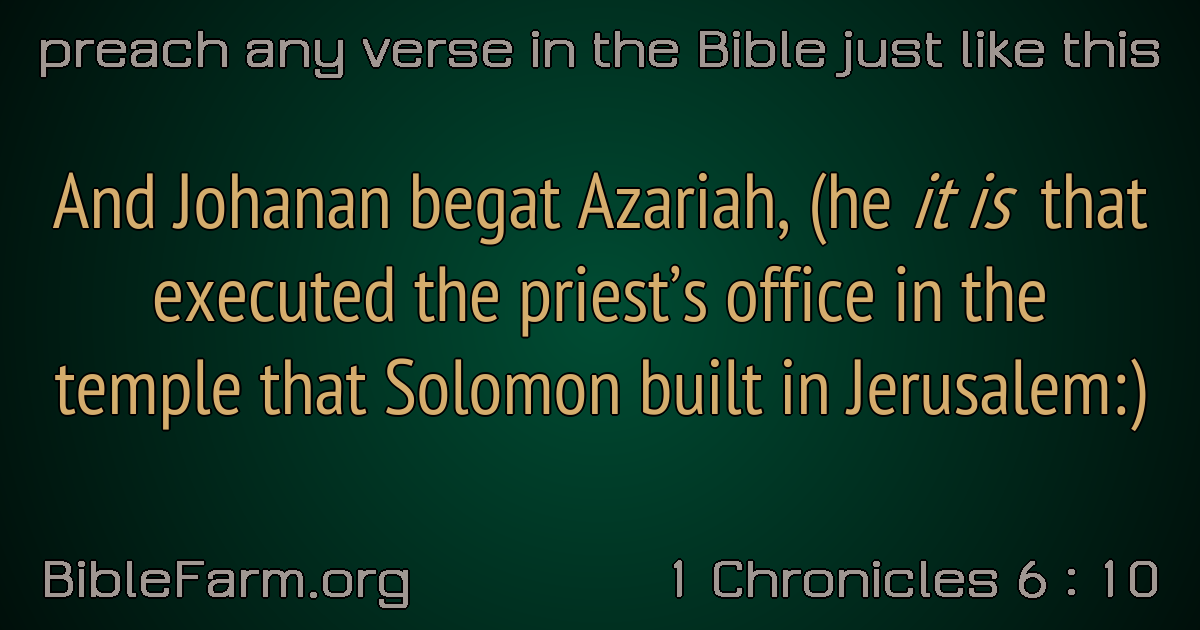 preach any verse in the Bible just like this
And Johanan begat Azariah, (he it is that
executed the priest’s office in the
temple that Solomon built in Jerusalem:)
BibleFarm.org
1 Chronicles 6 : 10